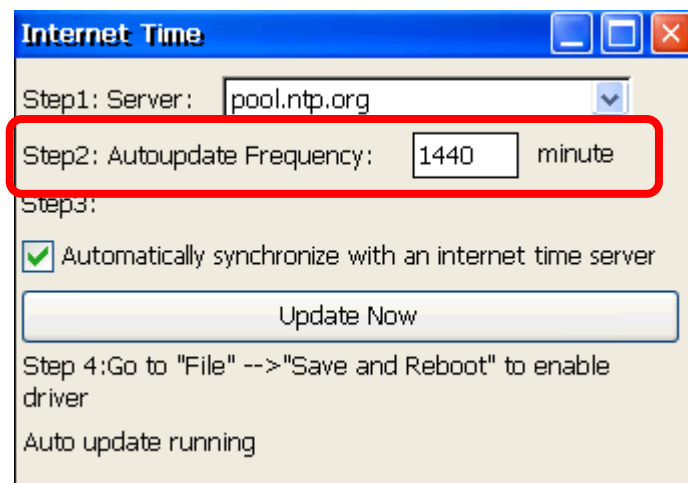 Internet Time
Step1: Server: pool.ntp.org
Step2: Autoupdate Frequency: 1440 minute
Step3:
Automatically synchronize with an internet time server
Update Now
Step 4:Go to "File" -->"Save and Reboot" to enable
driver
Auto update running